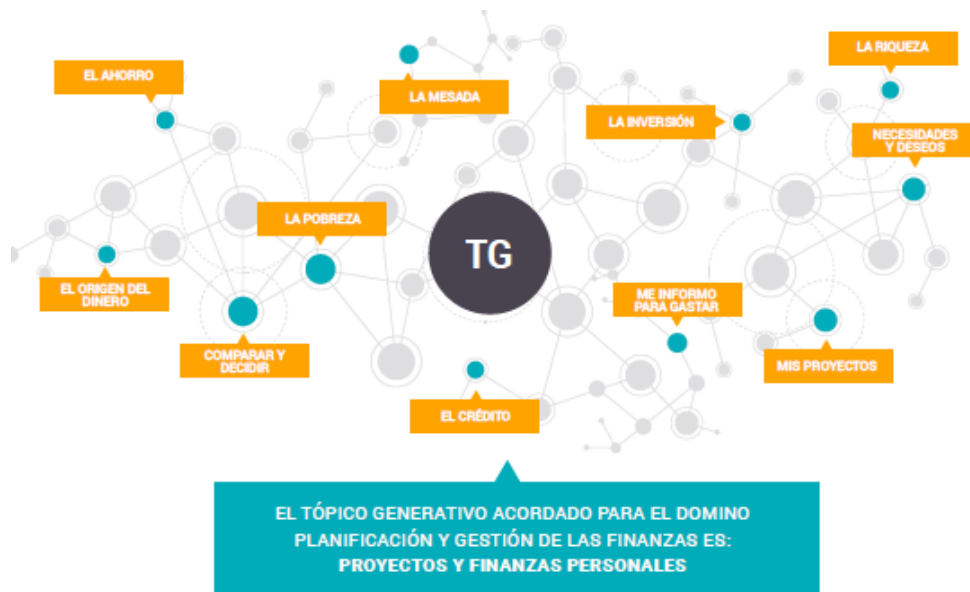 LA RIQUEZA
EL AHORRO
LA MESADA
LA INVERSIÓN
NECESIDADES
Y DESEOS
LA POBREZA
TG
EL ORIGEN DEL
DINERO
ME INFORMO
PARA GASTAR
COMPARAR Y
DECIDIR
MIS PROYECTOS
EL CRÉDITO
EL TÓPICO GENERATIVO ACORDADO PARA EL DOMINO
PLANIFICACIÓN Y GESTIÓN DE LAS FINANZAS ES:
PROYECTOS Y FINANZAS PERSONALES